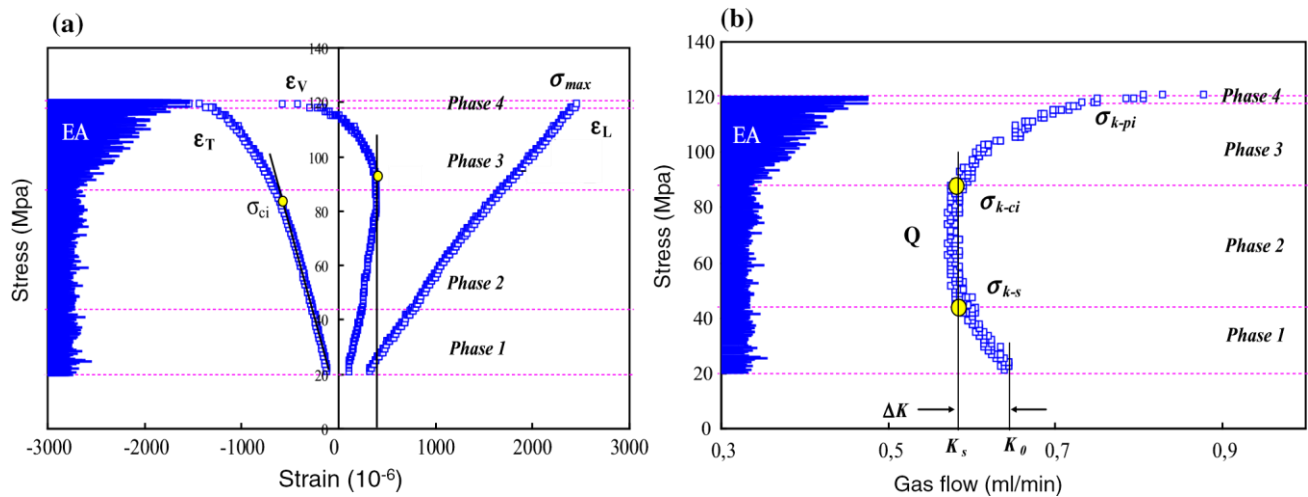 (a)
140
120
100
80
60
40
20
0
Stress (Mpa)
EA
εV
εT
σmax
εL
σci
Phase 4
Phase 3
Phase 2
Phase 1
-3000 -2000 -1000 0 1000 2000 3000
Strain (10-6)
(b)
140
120
100
80
60
40
20
0
Stress (Mpa)
EA
σk-pi
σk-ci
Q
σk-s
Phase 4
Phase 3
Phase 2
Phase 1
ΔK
Ks K0
0,3 0,5 0,7 0,9
Gas flow (ml/min)